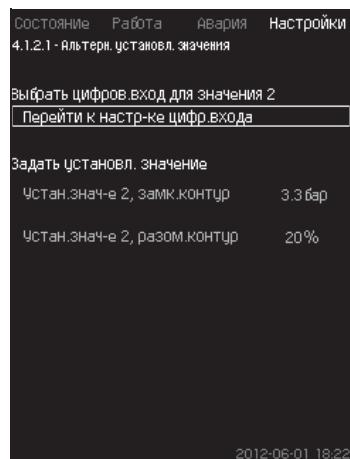 Состояние Работа Авария Настройки
4.1.2.1 - Альтерн. установл. значения
Выбрать цифров.вход для значения 2
Перейти к настр-ке цифр.входа
Задать установл. значение
Устан.знач-е 2, замк.контур 3.3 бар
Устан.знач-е 2, разом.контур 20%
2012-06-01 18:22